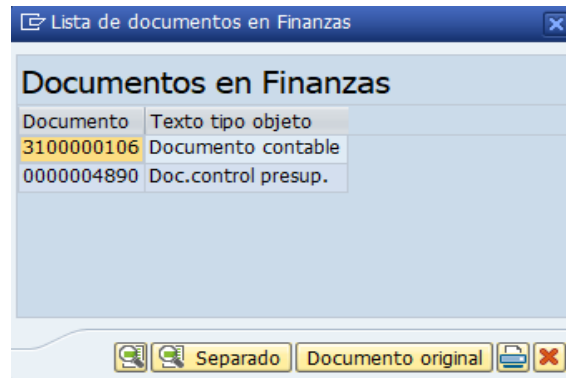 Lista de documentos en Finanzas
Documentos en Finanzas
Documento Texto tipo objeto
3100000106 Documento contable
0000004890 Doc.control presup.
Separado Documento original